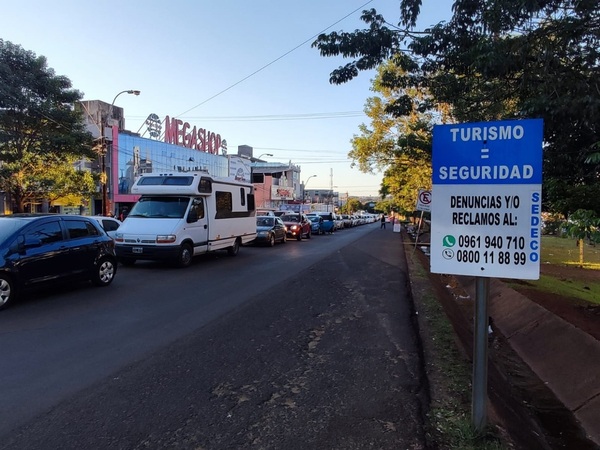 MEGASHOP
TURISMO
=
SEGURIDAD
DENUNCIAS Y/O
RECLAMOS AL:
0961 940 710
0800 11 88 99
SEDECO
E